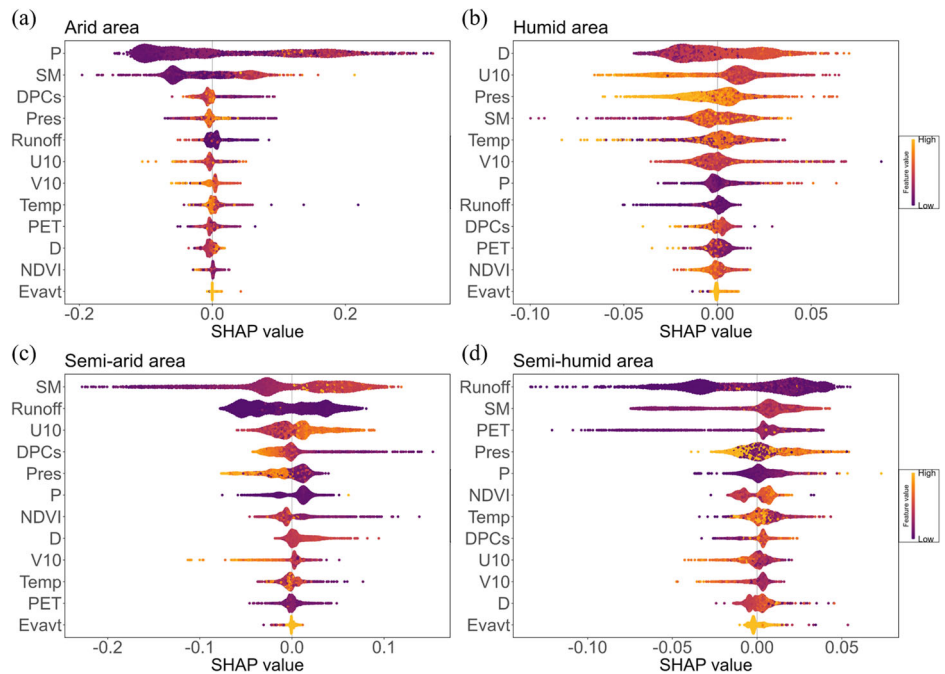 (a)
Arid area
P
SM
DPCs
Pres
Runoff
U10
V10
Temp
PET
D
NDVI
Evavt
-0.2 0.0 0.2
SHAP value
(b)
Humid area
D
U10
Pres
SM
Temp
V10
P
Runoff
DPCs
PET
NDVI
Evavt
-0.10 -0.05 0.00 0.05
SHAP value
High
Feature value
Low
(c)
Semi-arid area
SM
Runoff
U10
DPCs
Pres
P
NDVI
D
V10
Temp
PET
Evavt
-0.2 -0.1 0.0 0.1
SHAP value
(d)
Semi-humid area
Runoff
SM
PET
Pres
P
NDVI
Temp
DPCs
U10
V10
D
Evavt
-0.10 -0.05 0.00 0.05
SHAP value
High
Feature value
Low